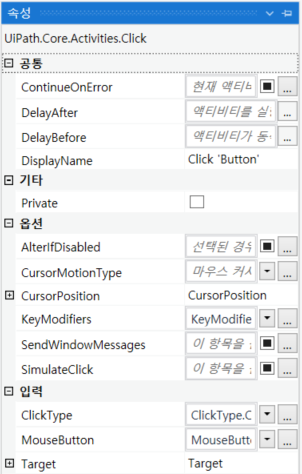 속성
UiPath.Core.Activities.Click
공통
ContinueOnError 현재 액티ㅂ ...
DelayAfter 액티비티를 실 ...
DelayBefore 액티비티가 동 ...
DisplayName Click 'Button'
기타
Private
옵션
AlterIfDisabled 선택된 경우 ...
CursorMotionType 마우스 커서
CursorPosition CursorPosition
KeyModifiers KeyModifie ...
SendWindowMessages 이 항목을 ...
SimulateClick 이 항목을 ...
입력
ClickType ClickType.C ...
MouseButton MouseButt ...
Target Target